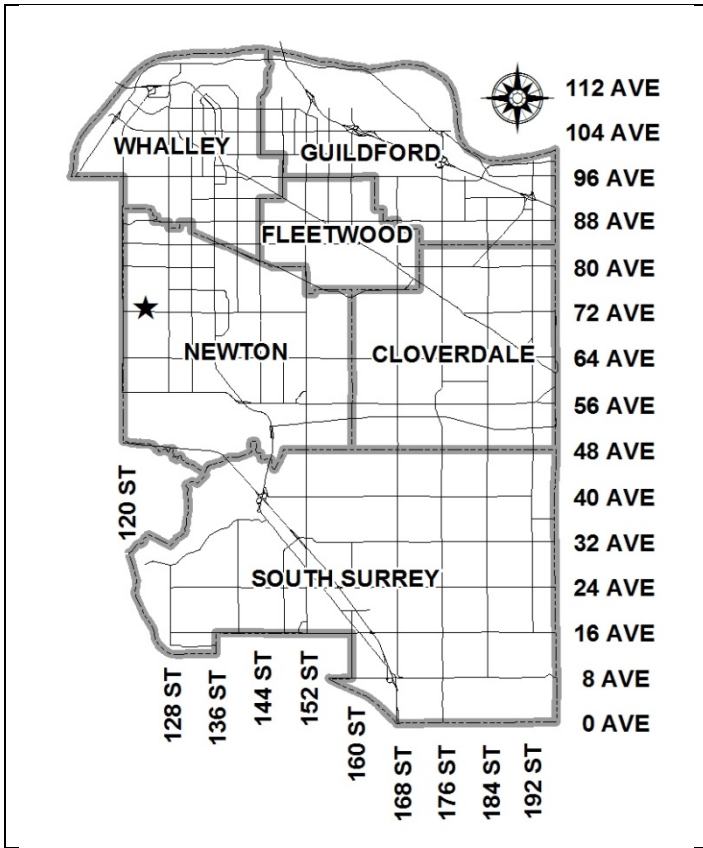 112 AVE
104 AVE
WHALLEY
GUILDFORD
96 AVE
88 AVE
FLEETWOOD
80 AVE
72 AVE
NEWTON
CLOVERDALE
64 AVE
56 AVE
48 AVE
120 ST
40 AVE
32 AVE
SOUTH SURREY
24 AVE
16 AVE
128 ST
136 ST
144 ST
152 ST
160 ST
8 AVE
0 AVE
168 ST
176 ST
184 ST
192 ST